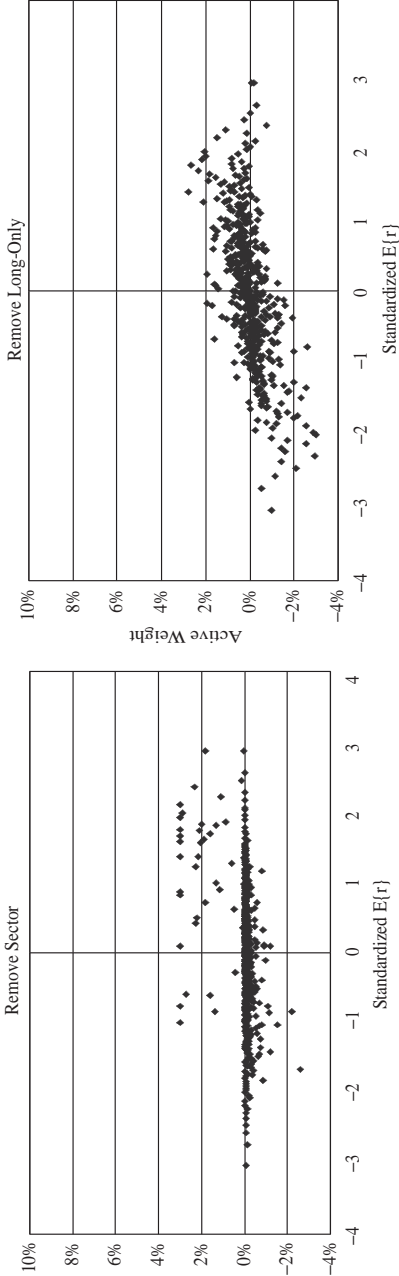 Remove Sector
10%
8%
6%
4%
2%
0%
−2%
−4%
−4 −3 −2 −1 0 1 2 3 4
Standardized E{r}
Remove Long-Only
Active Weight
10%
8%
6%
4%
2%
0%
−2%
−4%
−4 −3 −2 −1 0 1 2 3
Standardized E{r}